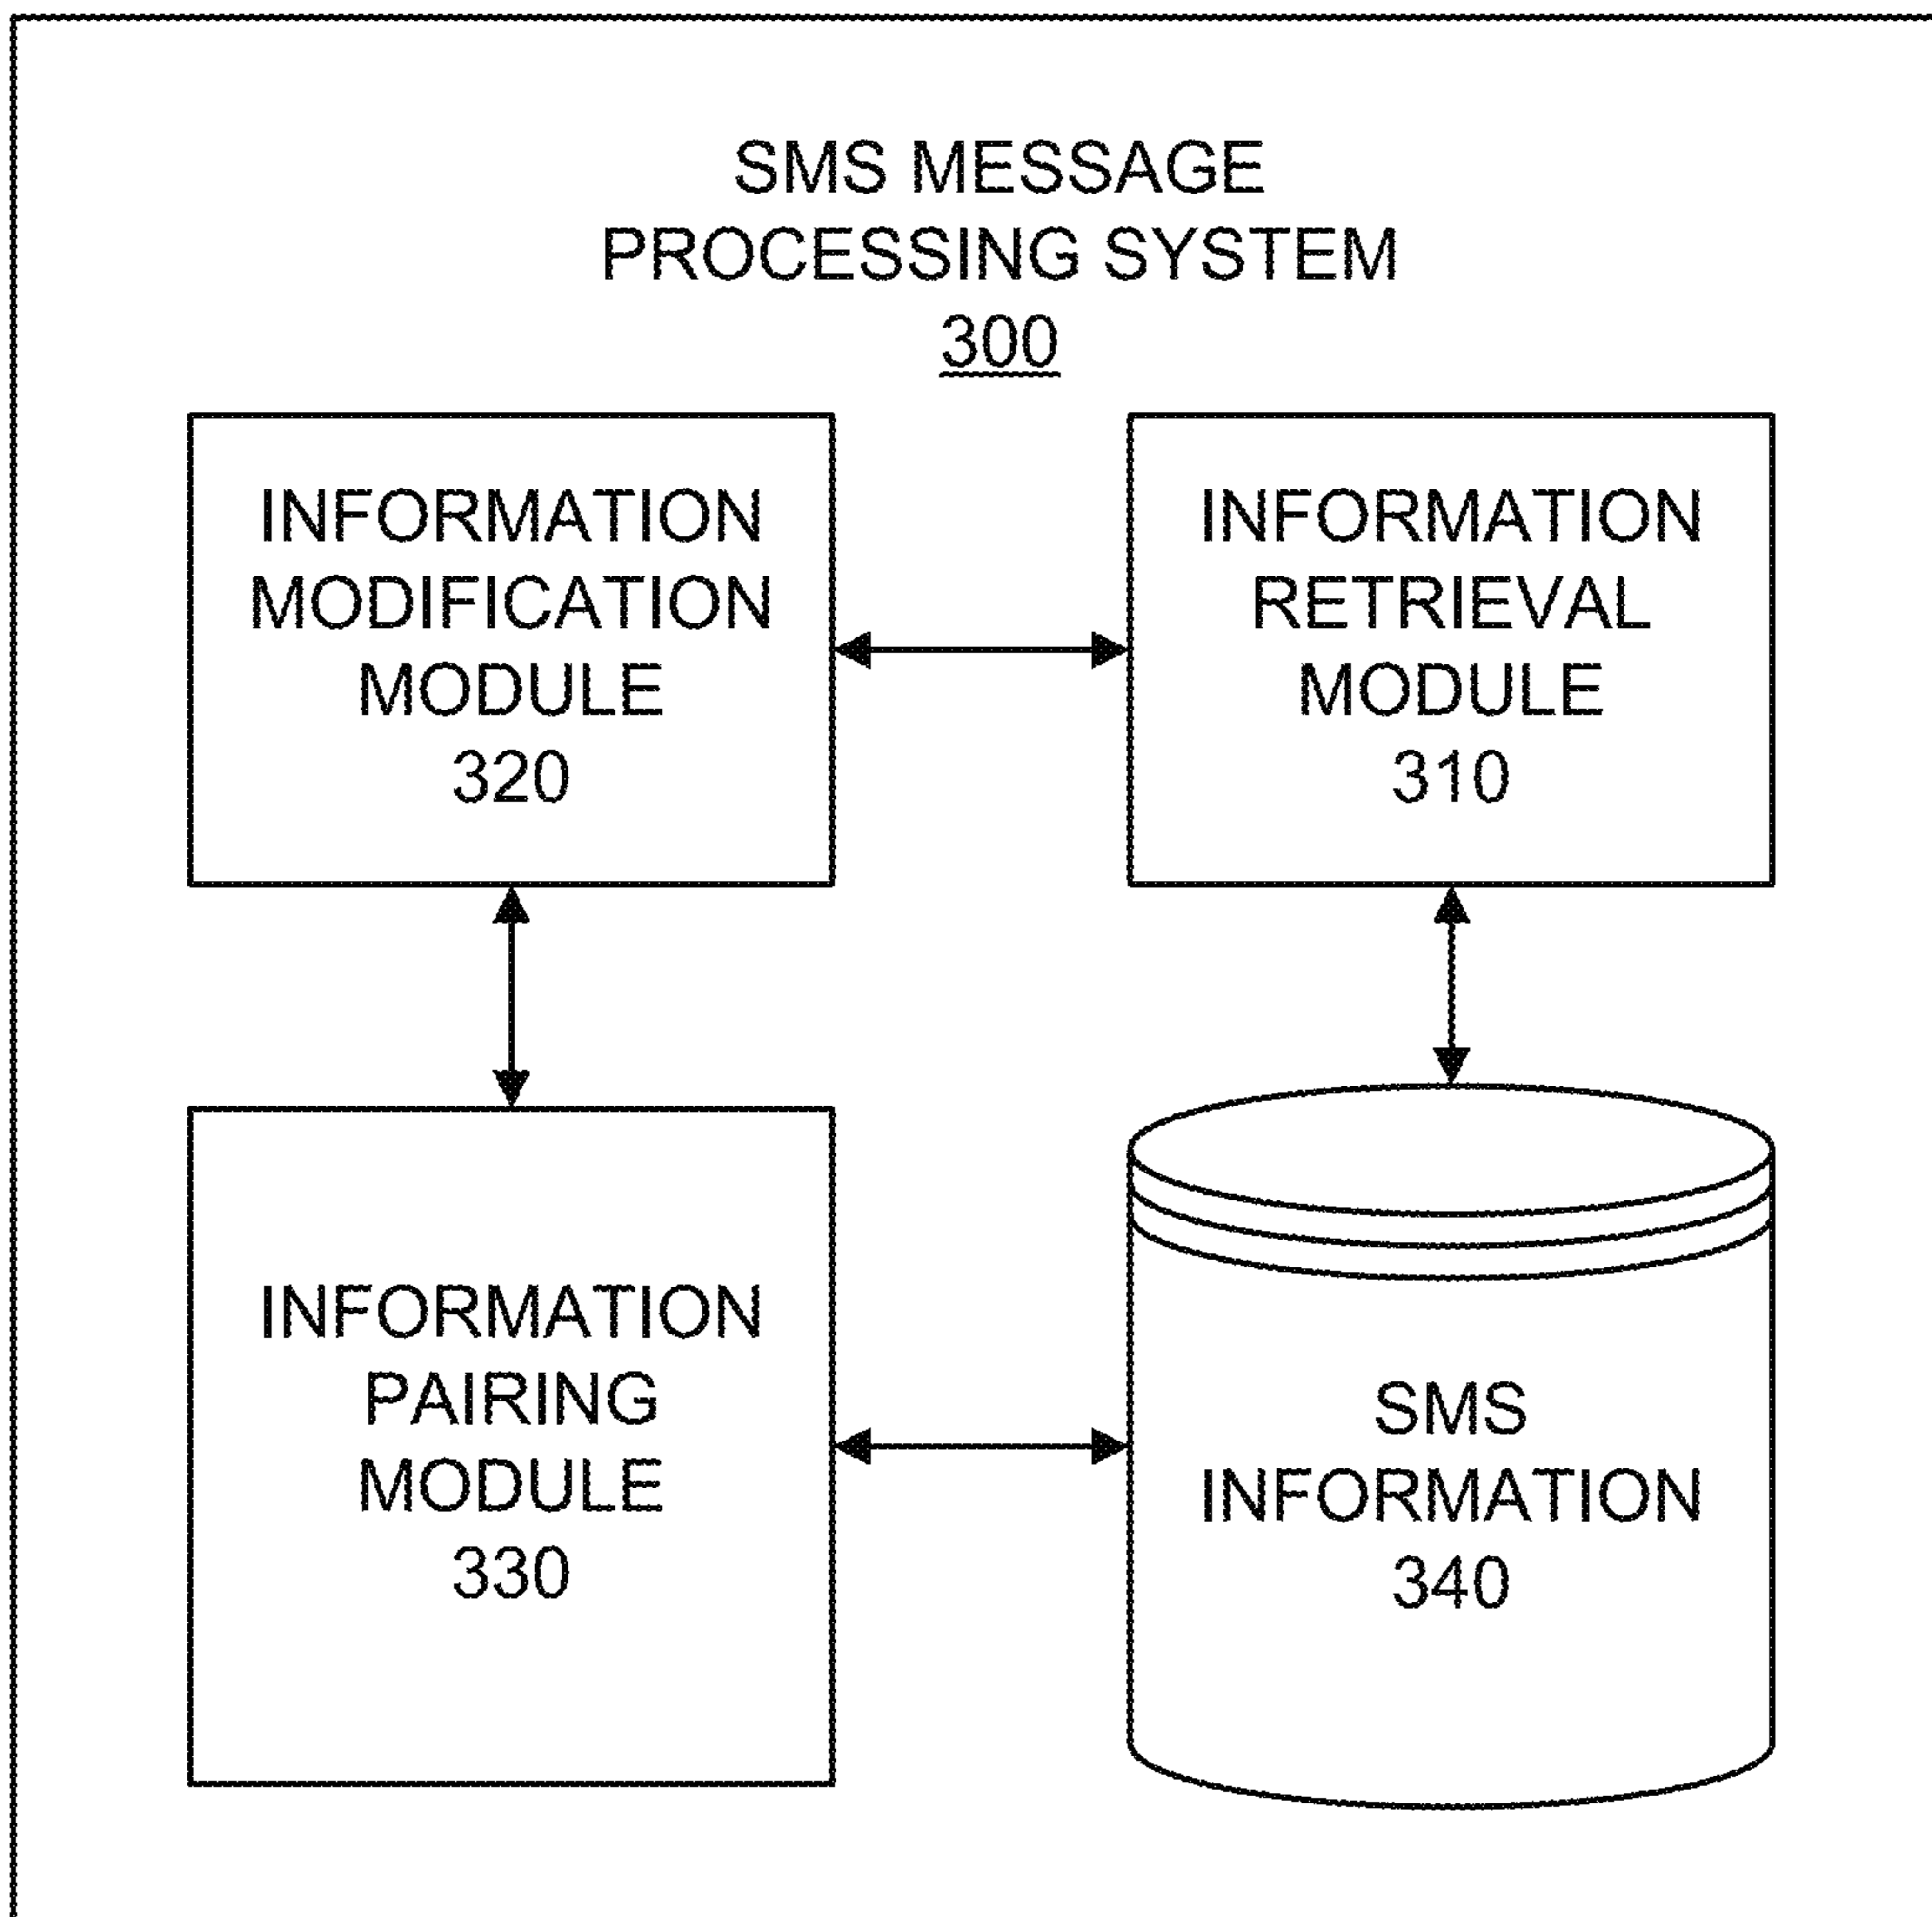 SMS MESSAGE
PROCESSING SYSTEM
300
INFORMATION
MODIFICATION
MODULE
320
INFORMATION
RETRIEVAL
MODULE
310
INFORMATION
PAIRING
MODULE
330
SMS
INFORMATION
340